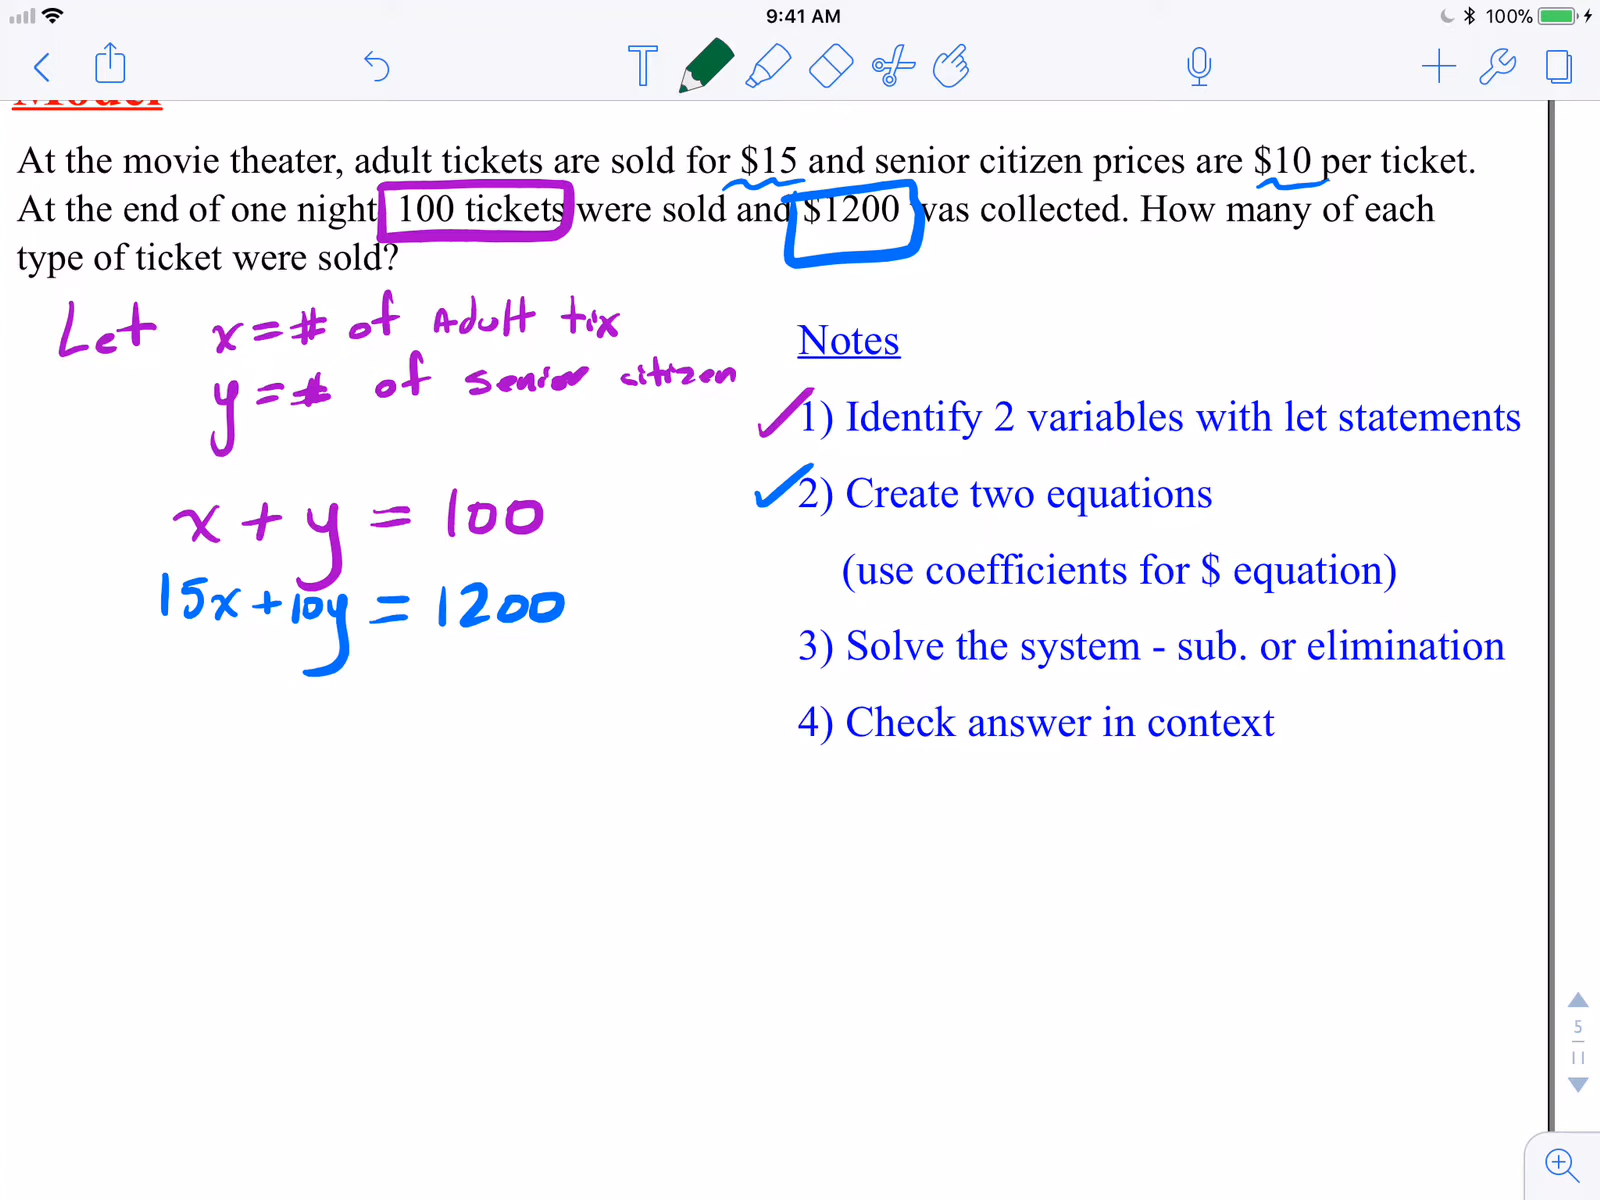 9:41 AM
100%
Model
At the movie theater, adult tickets are sold for $15 and senior citizen prices are $10 per ticket.
At the end of one night 100 tickets were sold and $1200 was collected. How many of each
type of ticket were sold?
Let x = # of Adult tix
y = # of senior citizen
x + y = 100
15x + 10y = 1200
Notes
1) Identify 2 variables with let statements
2) Create two equations
(use coefficients for $ equation)
3) Solve the system - sub. or elimination
4) Check answer in context
5
11